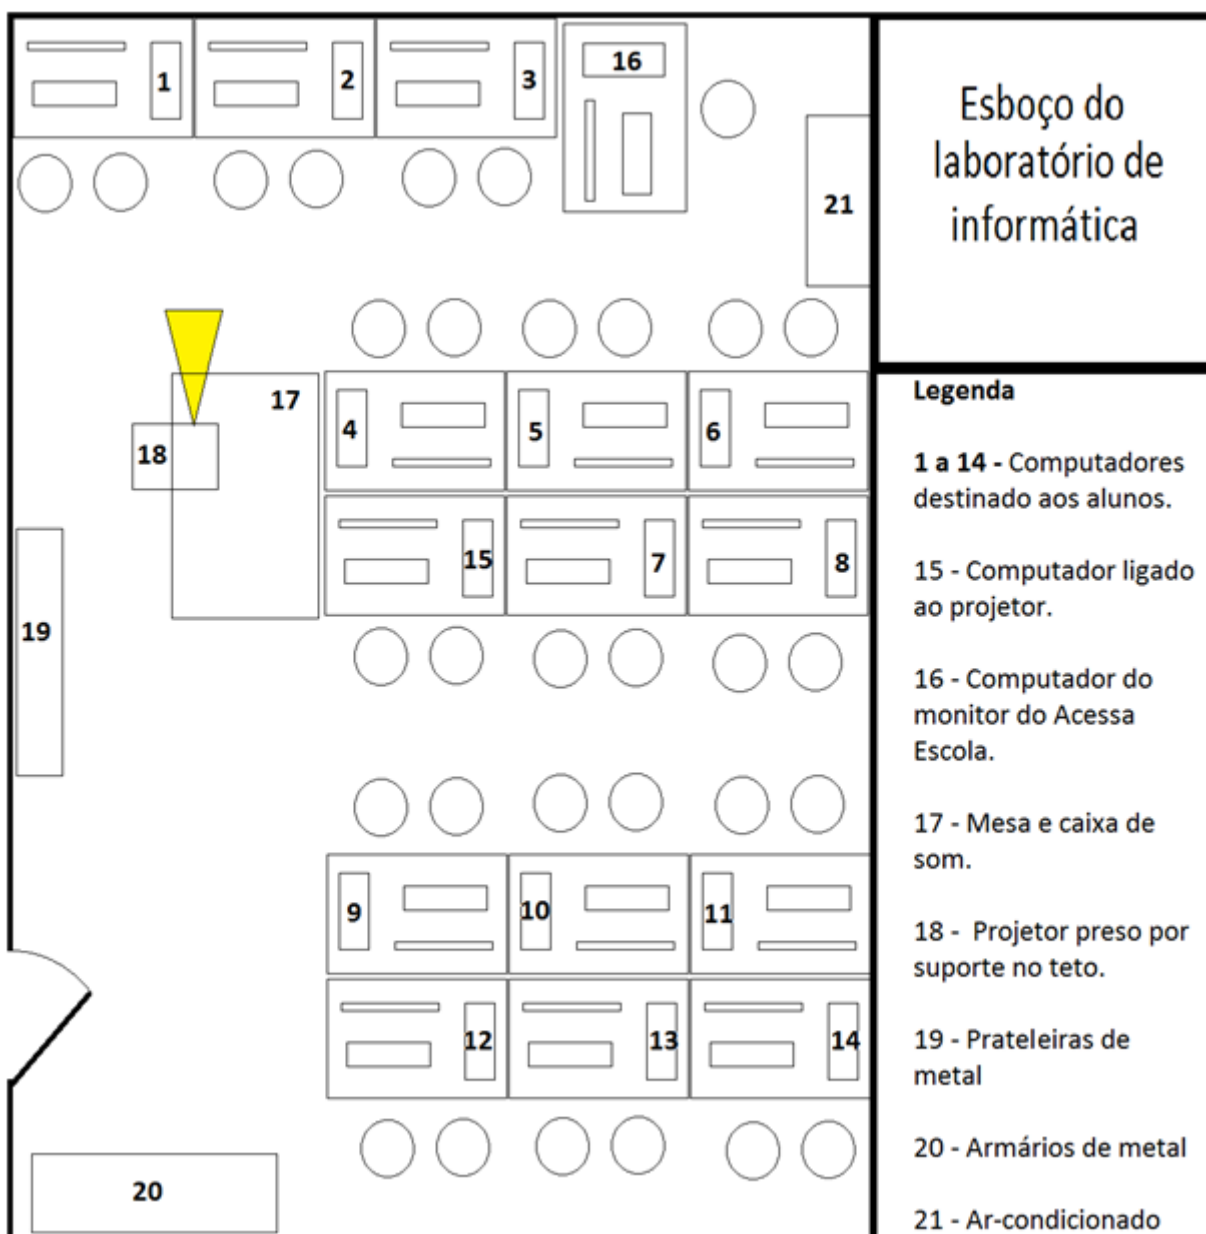 1
2
3
16
21
Esboço do
laboratório de
informática
17
18
4
5
6
15
7
8
19
9
10
11
12
13
14
20
Legenda
1 a 14 - Computadores
destinado aos alunos.
15 - Computador ligado
ao projetor.
16 - Computador do
monitor do Acessa
Escola.
17 - Mesa e caixa de
som.
18 - Projetor preso por
suporte no teto.
19 - Prateleiras de
metal
20 - Armários de metal
21 - Ar-condicionado